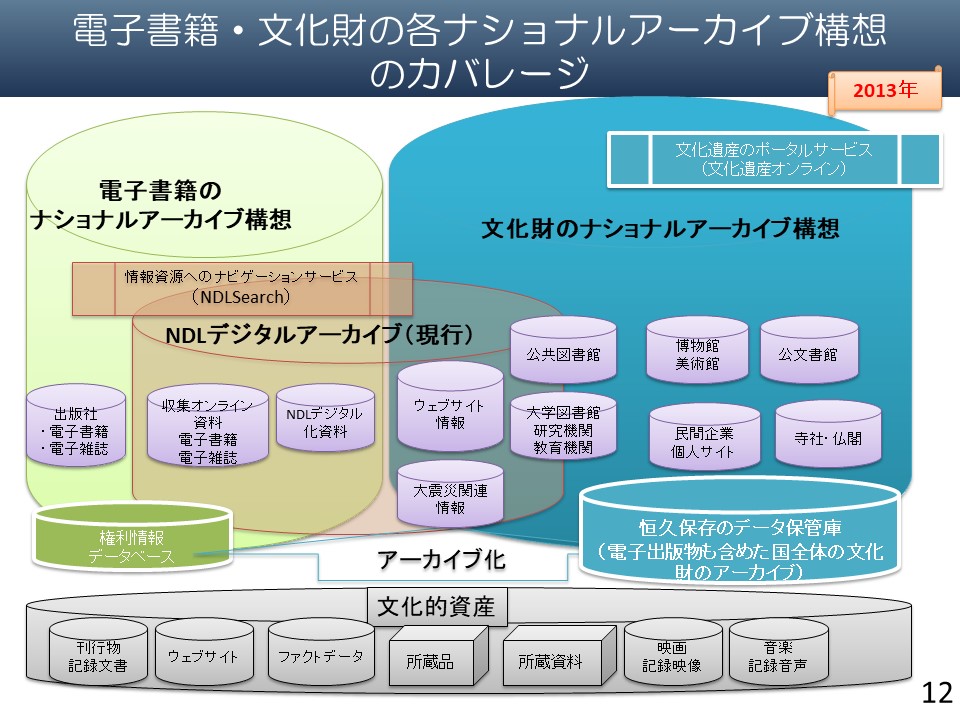 電子書籍・文化財の各ナショナルアーカイブ構想
のカバレージ
2013年
文化遺産のポータルサービス
（文化遺産オンライン）
電子書籍の
ナショナルアーカイブ構想
文化財のナショナルアーカイブ構想
情報資源へのナビゲーションサービス
（NDLSearch）
NDLデジタルアーカイブ（現行）
公共図書館
博物館
美術館
公文書館
出版社
・電子書籍
・電子雑誌
収集オンライン
資料
電子書籍
電子雑誌
NDLデジタル
化資料
ウェブサイト
情報
大学図書館
研究機関
教育機関
民間企業
個人サイト
寺社・仏閣
大震災関連
情報
権利情報
データベース
アーカイブ化
恒久保存のデータ保管庫
（電子出版物も含めた国全体の文化
財のアーカイブ）
文化的資産
刊行物
記録文書
ウェブサイト
ファクトデータ
所蔵品
所蔵資料
映画
記録映像
音楽
記録音声
12